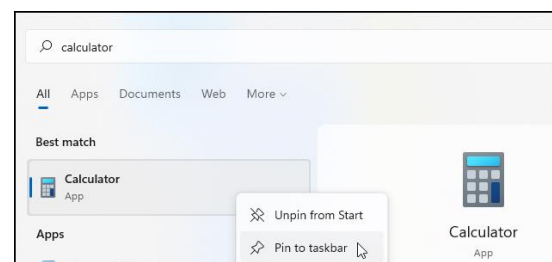 calculator
All Apps Documents Web More
Best match
Calculator
App
Unpin from Start
Apps
Pin to taskbar
Calculator
App